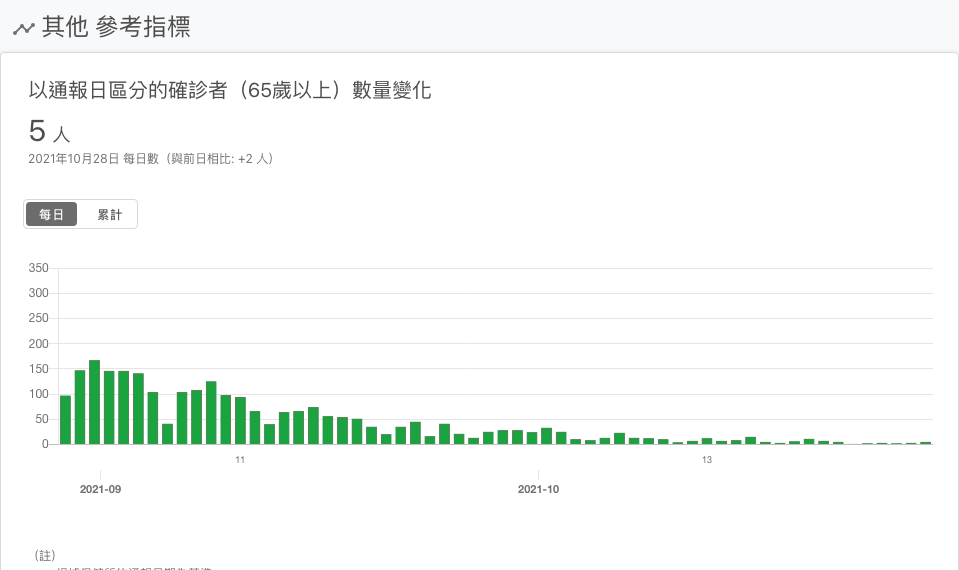 其他 參考指標
以通報日區分的確診者（65歲以上）數量變化
5 人
2021年10月28日 每日數（與前日相比: +2 人）
每日 累計
350
300
250
200
150
100
50
0
11 13
2021-09 2021-10
（註）